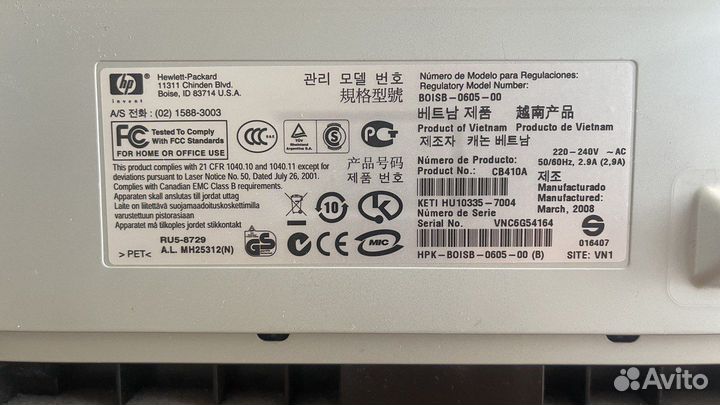 hp
invent
Hewlett-Packard
11311 Chinden Blvd.
Boise, ID 83714 U.S.A.
A/S 전화 : (02) 1588-3003
FC Tested To Comply
With FCC Standards
FOR HOME OR OFFICE USE
This product complies with 21 CFR 1040.10 and 1040.11 except for
deviations pursuant to Laser Notice No. 50, Dated July 26, 2001.
Complies with Canadian EMC Class B requirements.
Apparaten skall anslutas till jordat uttag
Laite on liitettävä suojamaadoituskoskettimilla
varustettuun pistorasiaan
Apparatet må tilkoples jordet stikkontakt
RU5-8729
A.L. MH25312(N)
>PET<
관리 모델 번호
規格型號
CCC
产品号码
제품 번호
10
MIC
Número de Modelo para Regulaciones:
Regulatory Model Number:
BOISB-0605-00
베트남 제품 越南产品
Product of Vietnam Producto de Vietnam
제조자 캐논 베트남
220-240V ~ AC
50/60Hz, 2.9A (2,9A)
Número de Producto:
Product No.: CB410A
제조
Manufacturado
Manufactured
March, 2008
KETI HU10335-7004
Número de Serie
Serial No. VNC6G54164
HPK-BOISB-0605-00 (B)
016407
SITE: VN1
Avito